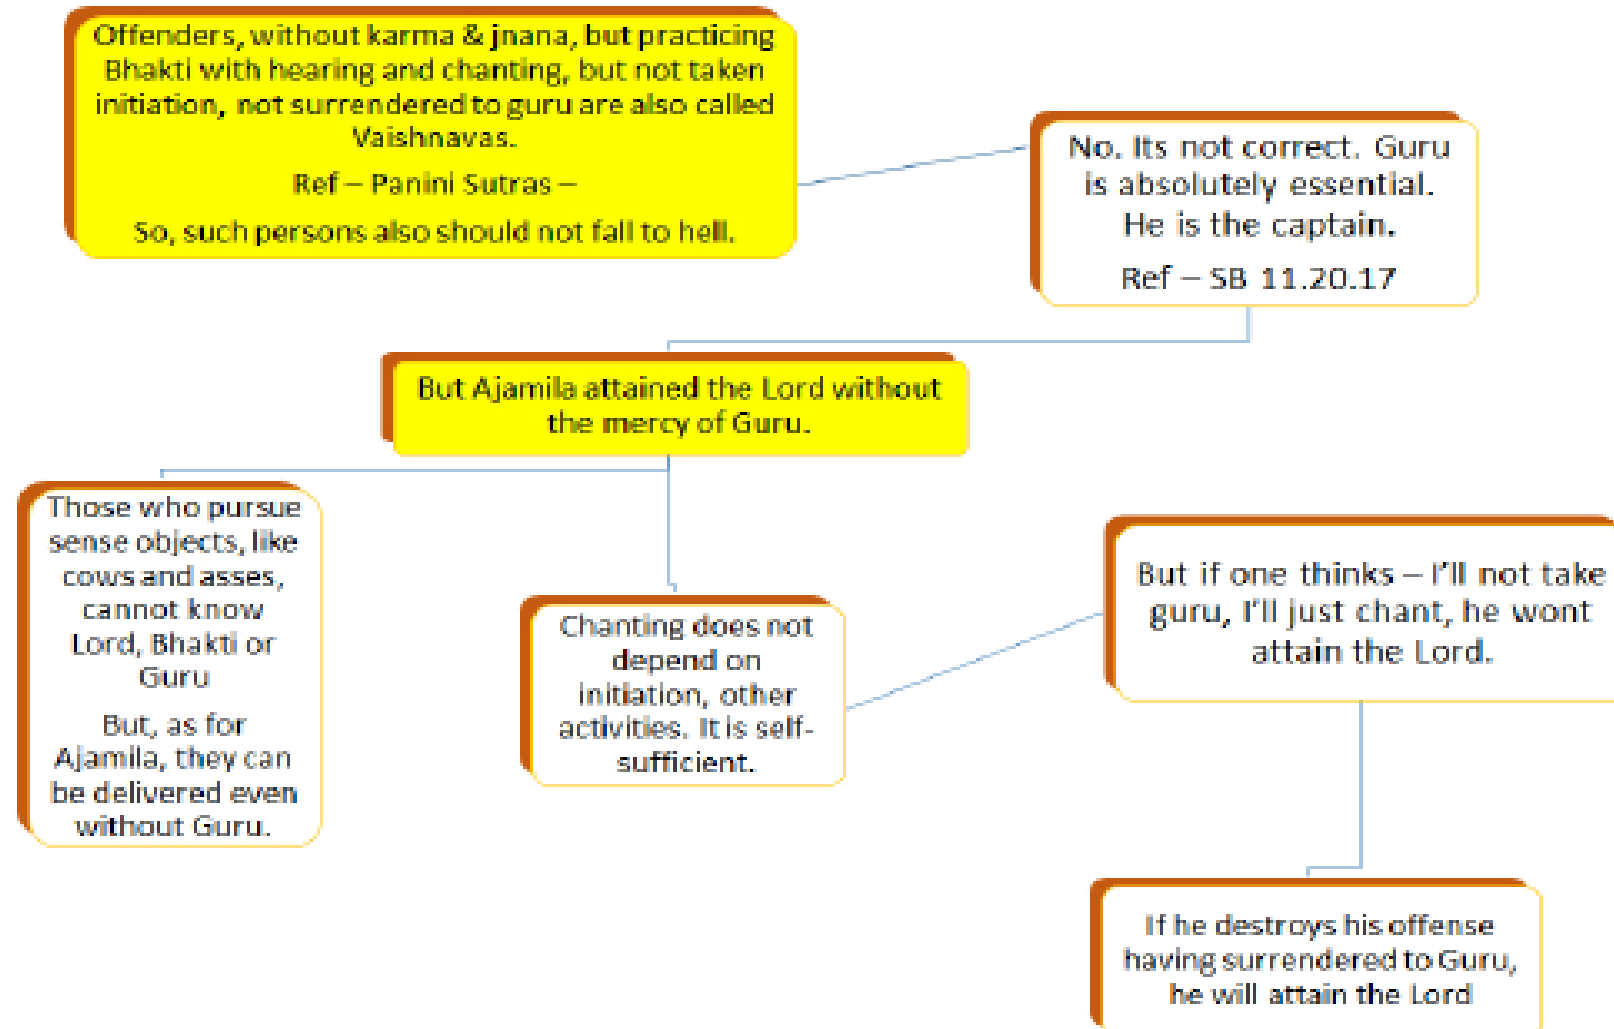 Offenders, without karma & jnana, but practicing
Bhakti with hearing and chanting, but not taken
initiation, not surrendered to guru are also called
Vaishnavas.
Ref – Panini Sutras –
So, such persons also should not fall to hell.
No. Its not correct. Guru
is absolutely essential.
He is the captain.
Ref – SB 11.20.17
But Ajamila attained the Lord without
the mercy of Guru.
Those who pursue
sense objects, like
cows and asses,
cannot know
Lord, Bhakti or
Guru
But, as for
Ajamila, they can
be delivered even
without Guru.
Chanting does not
depend on
initiation, other
activities. It is self-
sufficient.
But if one thinks – I'll not take
guru, I'll just chant, he wont
attain the Lord.
If he destroys his offense
having surrendered to Guru,
he will attain the Lord